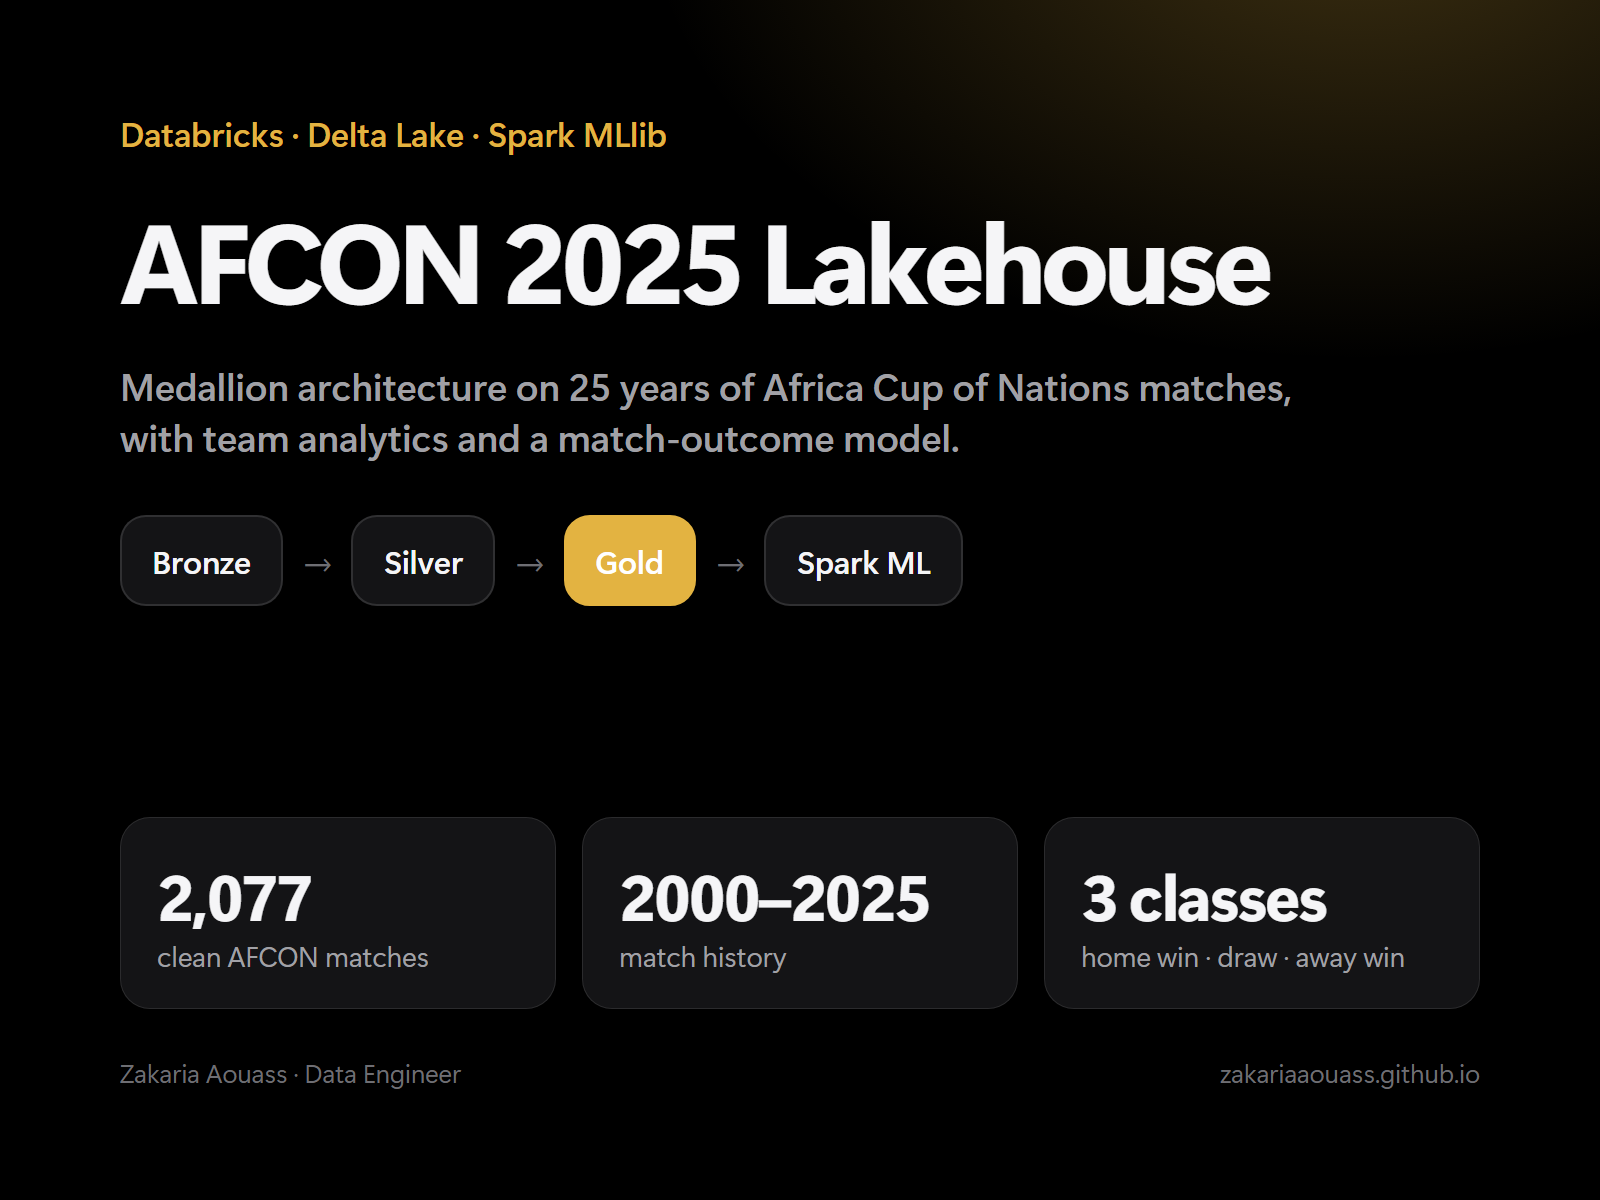 Databricks · Delta Lake · Spark MLlib
AFCON 2025 Lakehouse
Medallion architecture on 25 years of Africa Cup of Nations matches,
with team analytics and a match-outcome model.
Bronze → Silver → Gold → Spark ML
2,077
clean AFCON matches
2000–2025
match history
3 classes
home win · draw · away win
Zakaria Aouass · Data Engineer
zakariaaouass.github.io